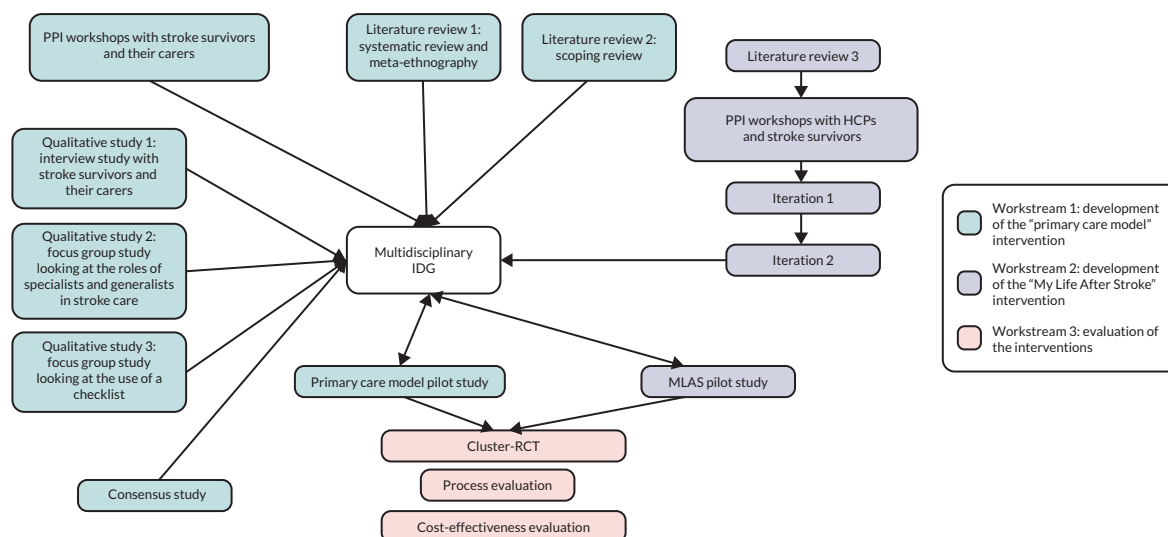 PPI workshops with stroke survivors
and their carers
Literature review 1:
systematic review and
meta-ethnography
Literature review 2:
scoping review
Literature review 3
PPI workshops with HCPs
and stroke survivors
Iteration 1
Iteration 2
Qualitative study 1:
interview study with
stroke survivors and
their carers
Qualitative study 2:
focus group study
looking at the roles of
specialists and generalists
in stroke care
Qualitative study 3:
focus group study
looking at the use of a
checklist
Consensus study
Multidisciplinary
IDG
Primary care model pilot study
MLAS pilot study
Cluster-RCT
Process evaluation
Cost-effectiveness evaluation
Workstream 1: development
of the “primary care model”
intervention
Workstream 2: development
of the “My Life After Stroke”
intervention
Workstream 3: evaluation of
the interventions